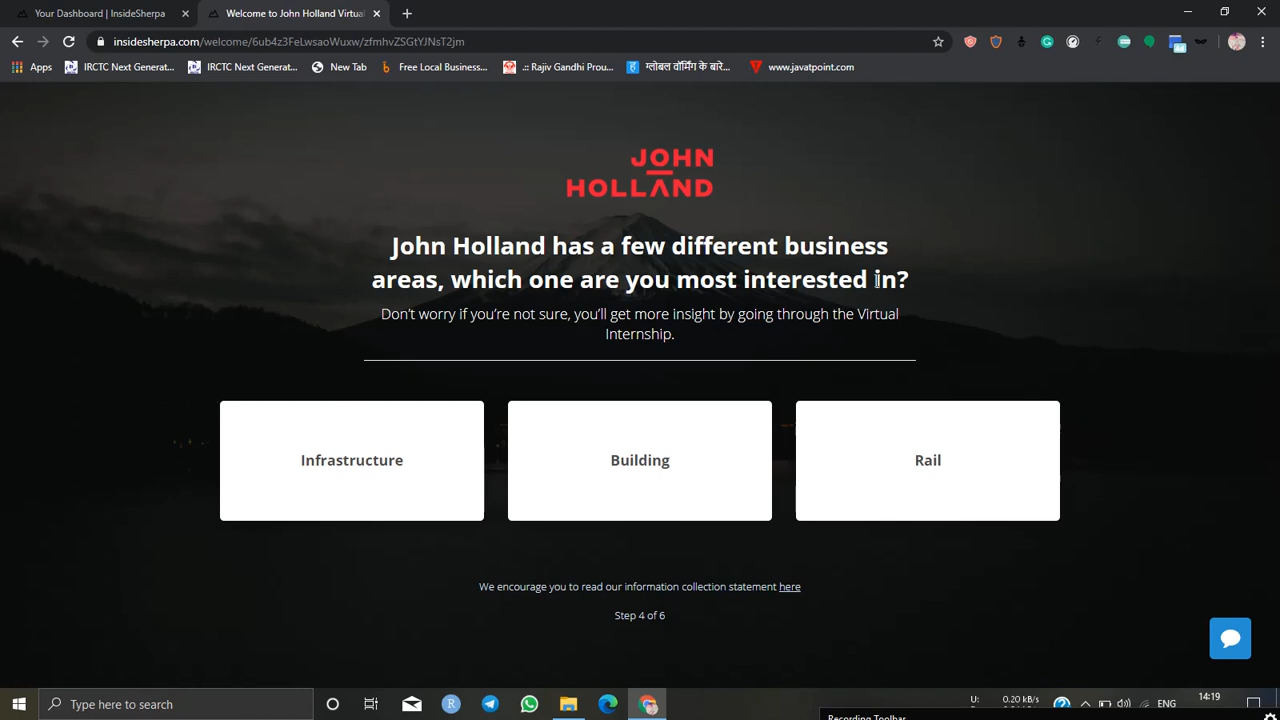 Your Dashboard | InsideSherpa
Welcome to John Holland Virtual
insidesherpa.com/welcome/6ub4z3FeLwsaoWuxw/zfmhvZSGtYJNsT2jm
Apps
IRCTC Next Generat...
IRCTC Next Generat...
New Tab
Free Local Business...
.:: Rajiv Gandhi Prou...
ग्लोबल वॉर्मिंग के बारे...
www.javatpoint.com
JOHN
HOLLAND
John Holland has a few different business
areas, which one are you most interested in?
Don't worry if you're not sure, you'll get more insight by going through the Virtual
Internship.
Infrastructure
Building
Rail
We encourage you to read our information collection statement here
Step 4 of 6
Type here to search
U:
0.20 kB/s
ENG
14:19
Recording Toolbar